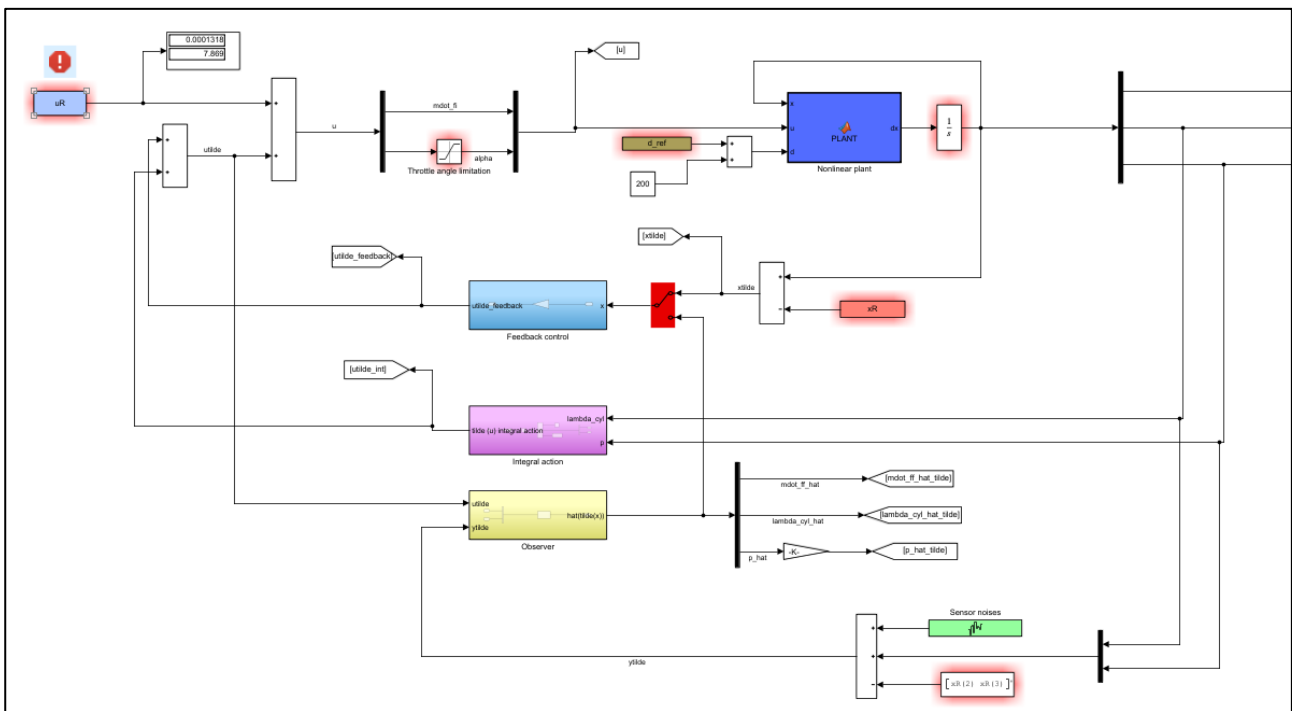 0.0001318
7.869
[u]
uR
+
+
u
mdot_fi
alpha
Throttle angle limitation
+
+
utilde
d_ref
200
+
+
x
u
d
PLANT
dx
Nonlinear plant
1
s
[xtilde]
[utilde_feedback]
utilde_feedback
x
Feedback control
xtilde
+
−
xR
[utilde_int]
tilde (u) integral action
lambda_cyl
p
Integral action
utilde
ytilde
hat(tilde(x))
Observer
mdot_ff_hat
[mdot_ff_hat_tilde]
lambda_cyl_hat
[lambda_cyl_hat_tilde]
p_hat
-K-
[p_hat_tilde]
Sensor noises
+
+
−
ytilde
[xR(2) xR(3)]'